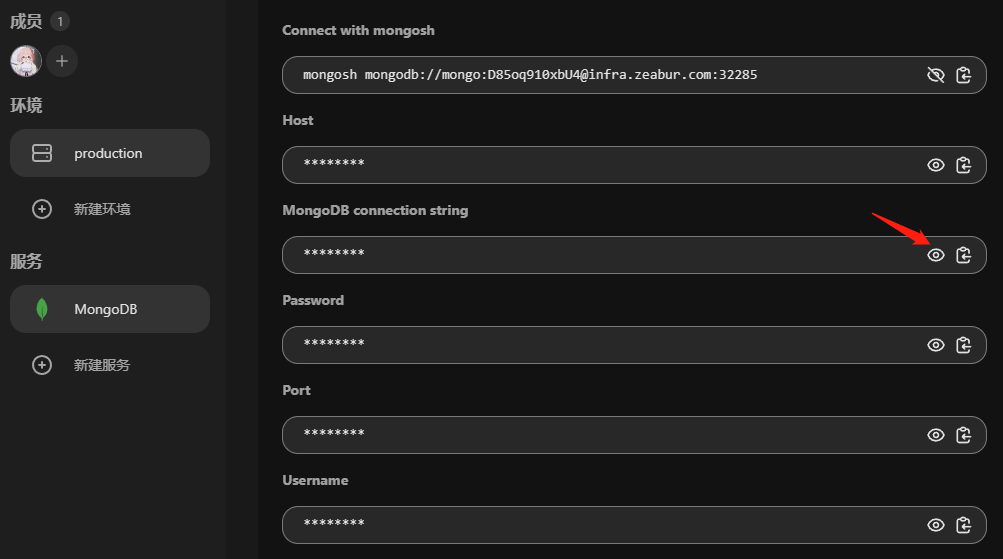 成员 1
Connect with mongosh
mongosh mongodb://mongo:D85oq910xbU4@infra.zeabur.com:32285
环境
Host
production
********
新建环境
MongoDB connection string
服务
********
MongoDB
Password
********
新建服务
Port
********
Username
********